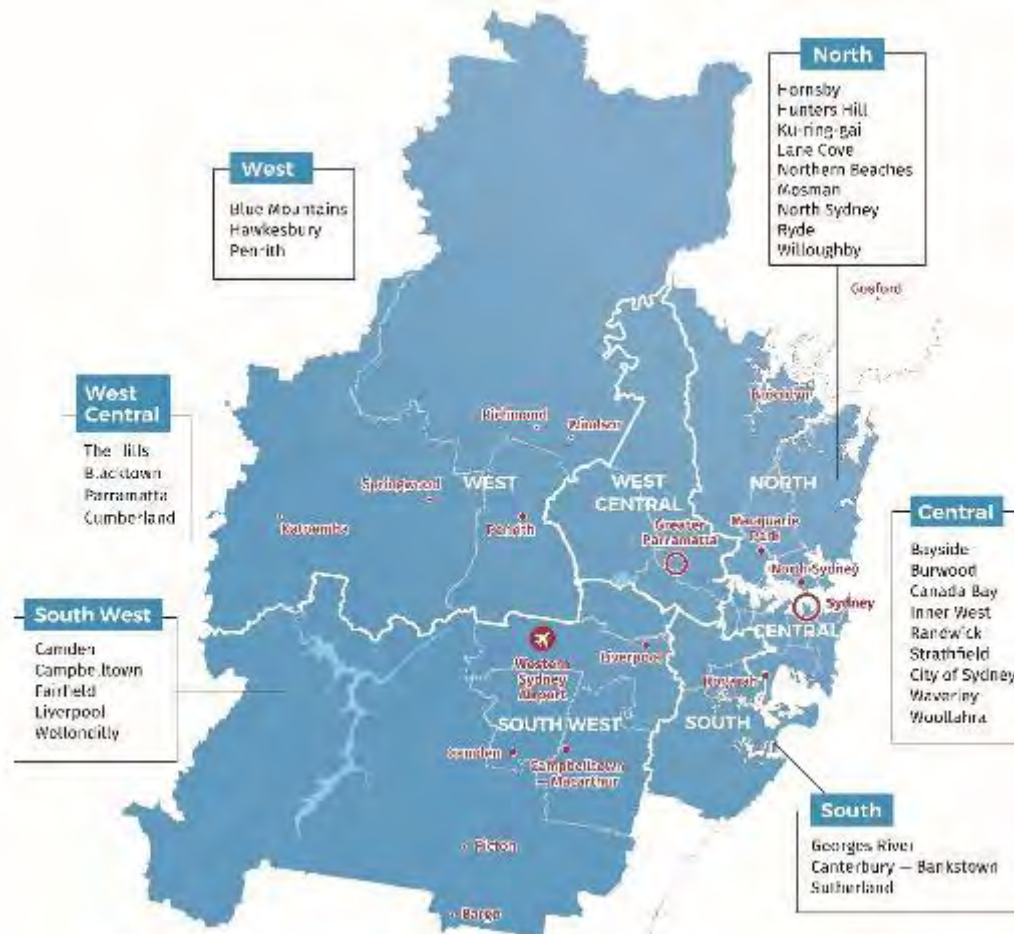 North
Hornsby
Hunters Hill
Ku-ring-gai
Lane Cove
Northern Beaches
Mosman
North Sydney
Ryde
Willoughby
West
Blue Mountains
Hawkesbury
Penrith
Gosford
West
Central
The Hills
Blacktown
Parramatta
Cumberland
Brooklyn
Richmond
Windsor
Springwood
WEST
WEST
CENTRAL
NORTH
Katoomba
Penrith
Greater
Parramatta
Macquarie
Park
North Sydney
Sydney
CENTRAL
Central
Bayside
Burwood
Canada Bay
Inner West
Randwick
Strathfield
City of Sydney
Waverley
Woollahra
South West
Camden
Campbelltown
Fairfield
Liverpool
Wollondilly
Western
Sydney
Airport
Liverpool
Kogarah
SOUTH WEST
SOUTH
Camden
Campbelltown
— Macarthur
Picton
Bargo
South
Georges River
Canterbury — Bankstown
Sutherland